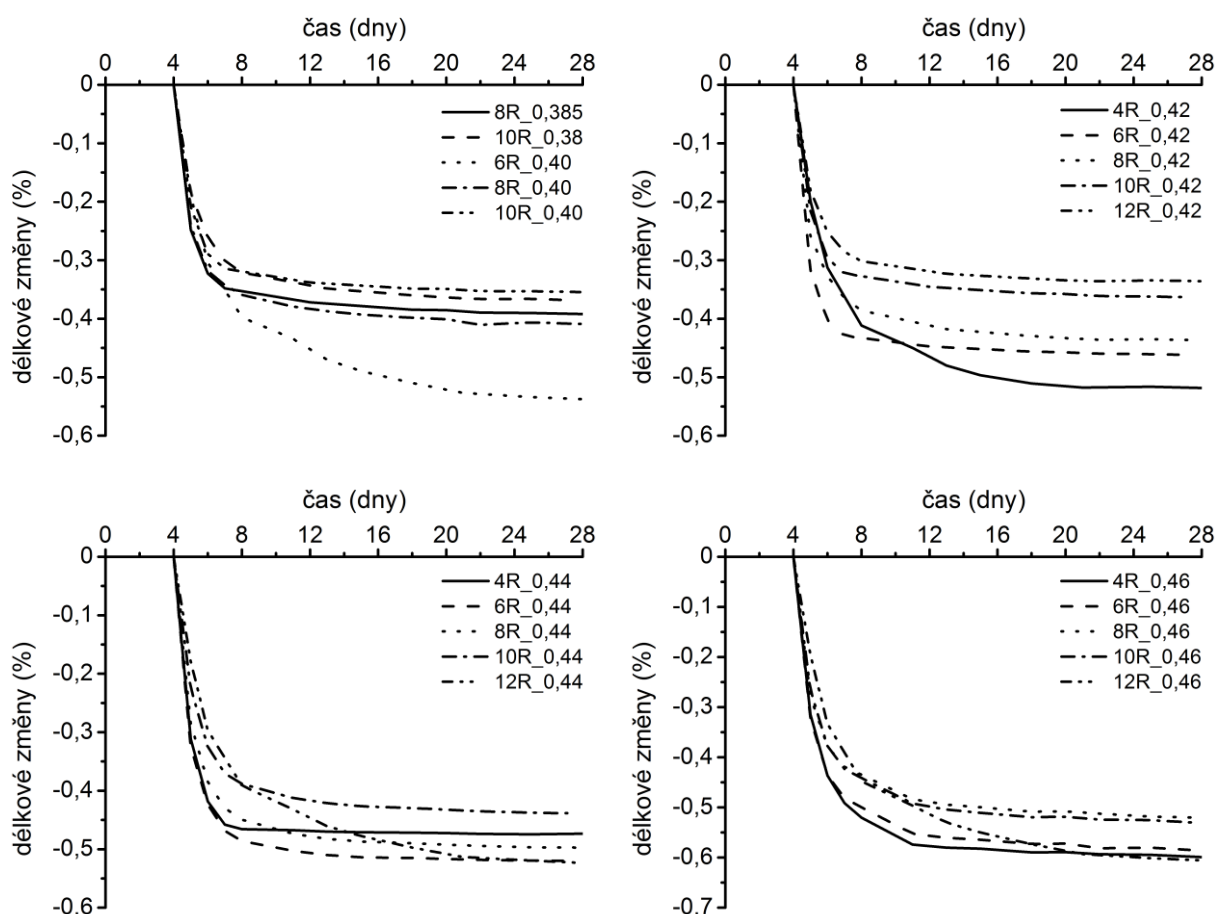 čas (dny)
0 4 8 12 16 20 24 28
0
-0,1
-0,2
-0,3
-0,4
-0,5
-0,6
délkové změny (%)
8R_0,385
10R_0,38
6R_0,40
8R_0,40
10R_0,40
čas (dny)
0 4 8 12 16 20 24 28
0
-0,1
-0,2
-0,3
-0,4
-0,5
-0,6
délkové změny (%)
4R_0,42
6R_0,42
8R_0,42
10R_0,42
12R_0,42
čas (dny)
0 4 8 12 16 20 24 28
0
-0,1
-0,2
-0,3
-0,4
-0,5
-0,6
délkové změny (%)
4R_0,44
6R_0,44
8R_0,44
10R_0,44
12R_0,44
čas (dny)
0 4 8 12 16 20 24 28
0
-0,1
-0,2
-0,3
-0,4
-0,5
-0,6
-0,7
délkové změny (%)
4R_0,46
6R_0,46
8R_0,46
10R_0,46
12R_0,46